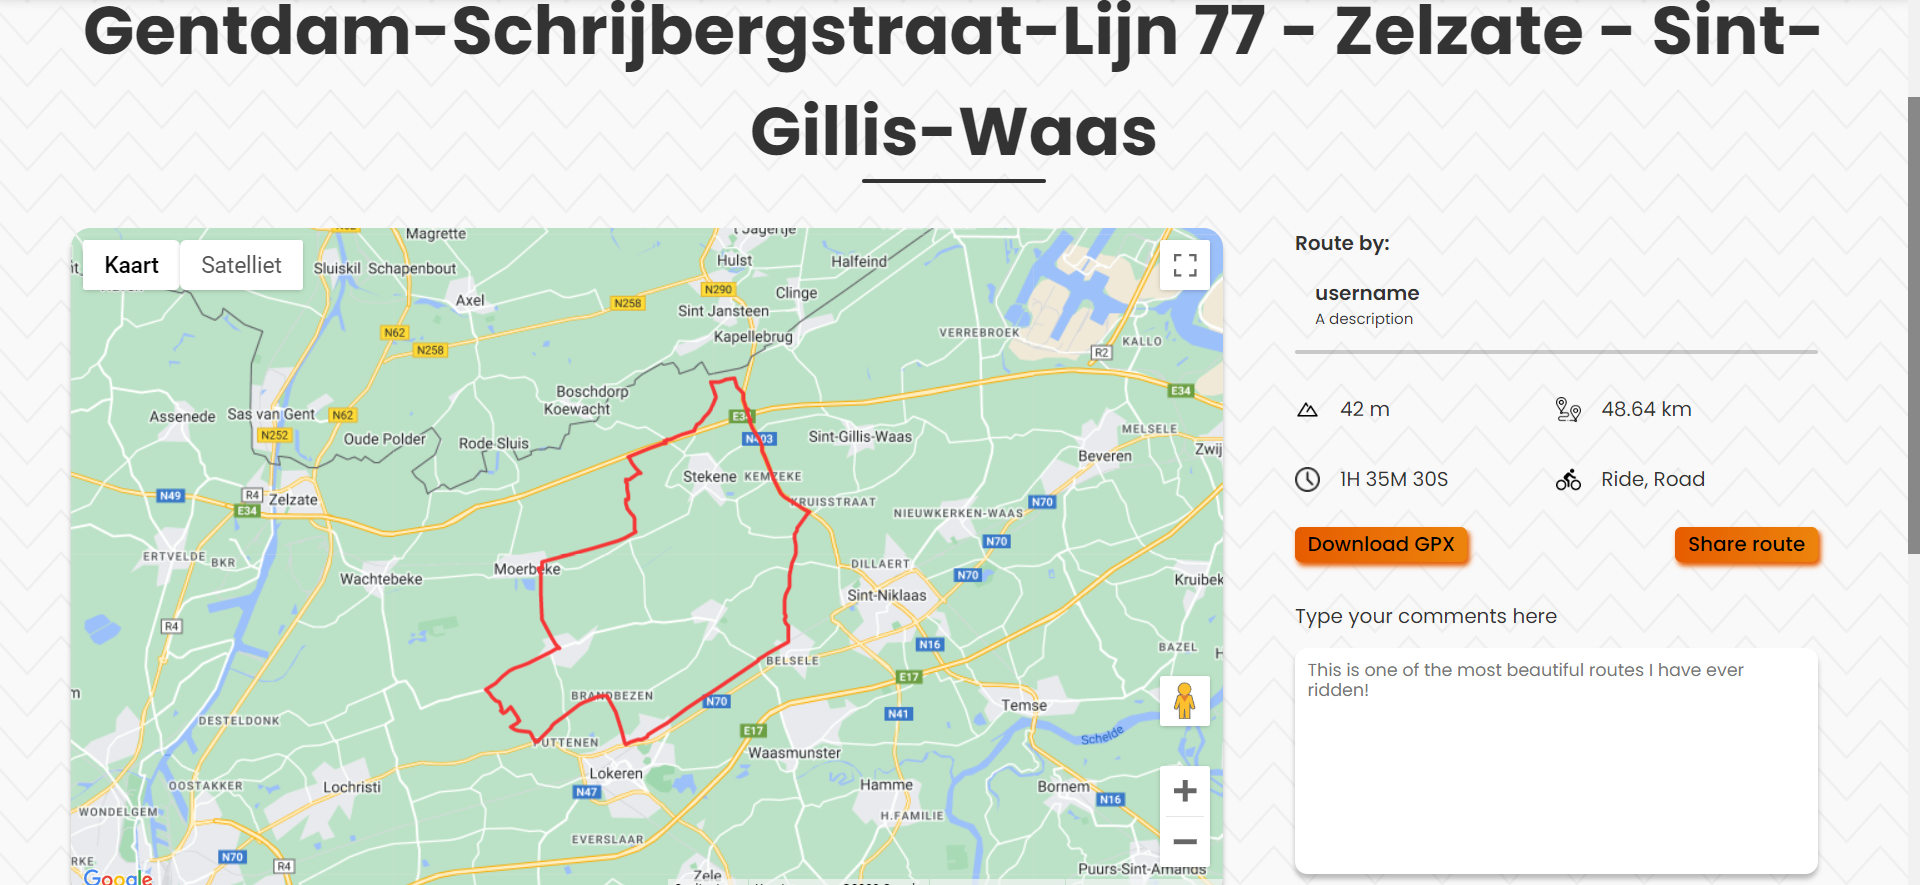 Gentdam-Schrijbergstraat-Lijn 77 - Zelzate - Sint-
Gillis-Waas
Kaart
Satelliet
Magrette
't Jagertje
Sluiskil
Schapenbout
Hulst
Halfeind
Axel
N290
Clinge
N258
Sint Jansteen
Kapellebrug
VERREBROEK
N62
N258
KALLO
R2
Boschdorp
Koewacht
E34
Assenede
Sas van Gent
N62
N252
Oude Polder
Rode Sluis
N403
Sint-Gillis-Waas
MELSELE
Beveren
Stekene
KEMZEKE
N49
R4
Zelzate
E34
KRUISSTRAAT
NIEUWKERKEN-WAAS
N70
N70
ERTVELDE
BKR
Moerbeke
DILLAERT
N70
Wachtebeke
Sint-Niklaas
R4
N16
BELSELE
BAZEL
E17
BRANDBEZEN
N70
Temse
DESTELDONK
N41
E17
Schelde
PUTTENEN
Waasmunster
Lokeren
OOSTAKKER
Lochristi
Hamme
Bornem
N47
N16
WONDELGEM
H.FAMILIE
EVERSLAAR
N70
R4
Zele
Puurs-Sint-Amands
Google
Route by:
username
A description
42 m
48.64 km
1H 35M 30S
Ride, Road
Download GPX
Share route
Type your comments here
This is one of the most beautiful routes I have ever
ridden!